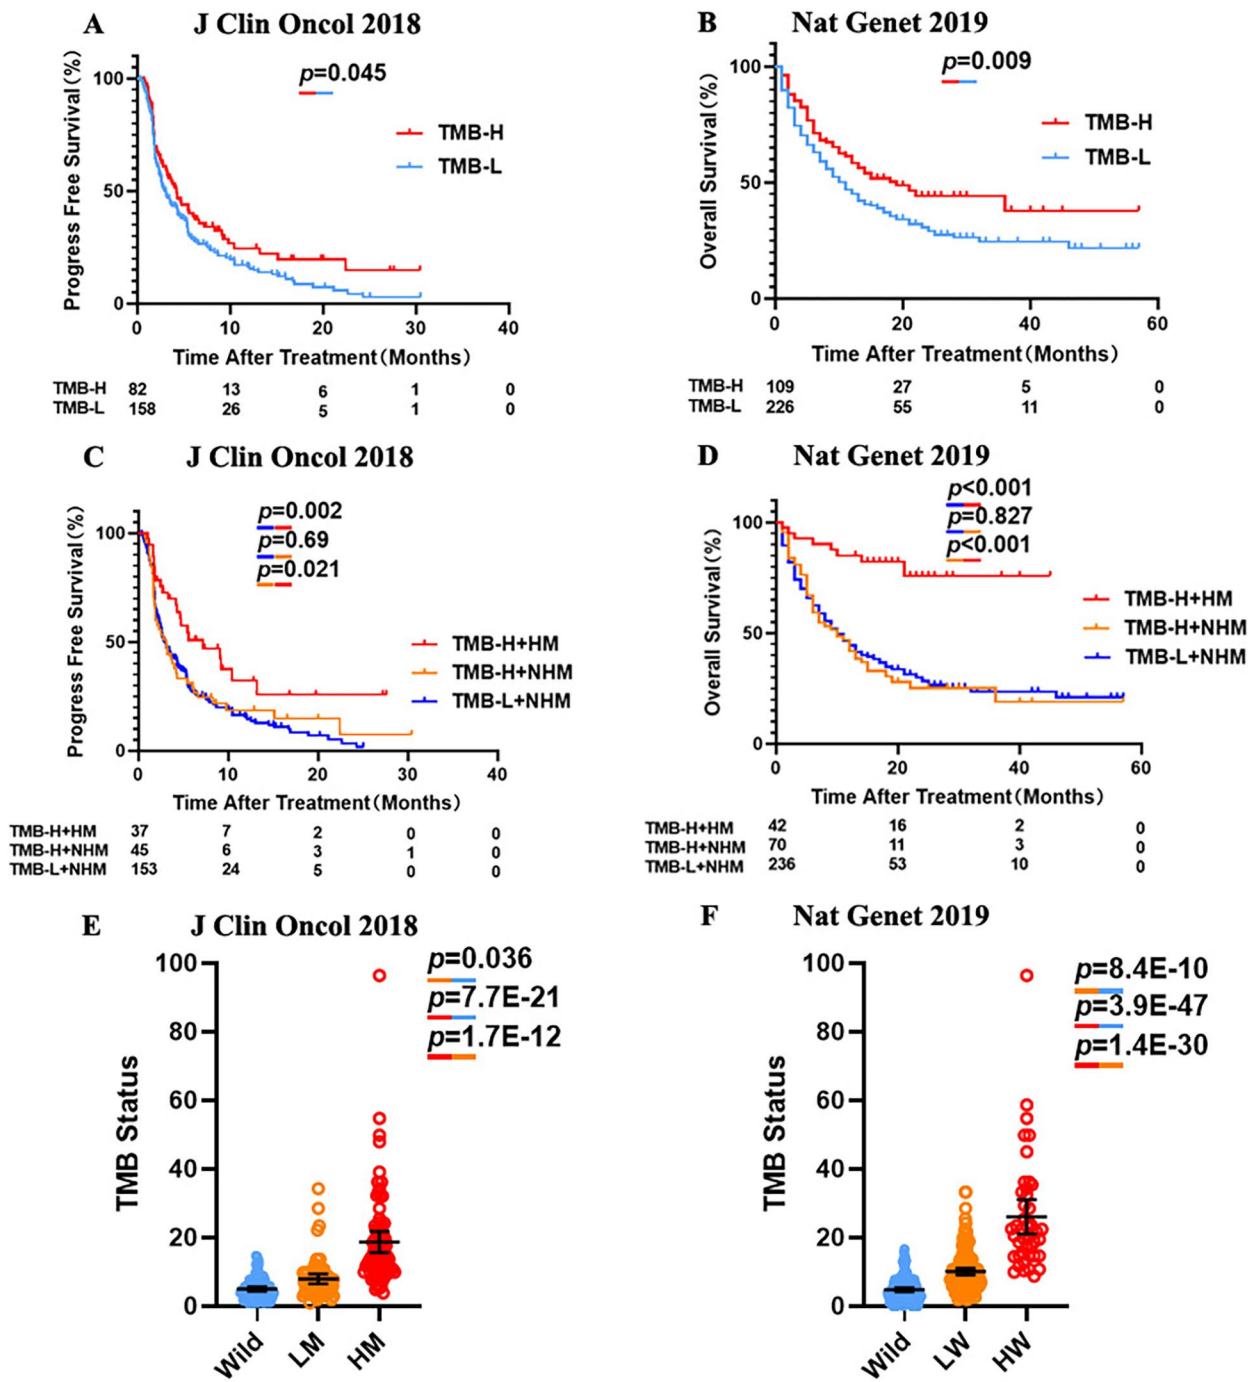 A J Clin Oncol 2018
p=0.045
Progress Free Survival (%)
100
50
0
TMB-H
TMB-L
0 10 20 30 40
Time After Treatment (Months)
TMB-H 82 13 6 1 0
TMB-L 158 26 5 1 0
B Nat Genet 2019
p=0.009
Overall Survival (%)
100
50
0
TMB-H
TMB-L
0 20 40 60
Time After Treatment (Months)
TMB-H 109 27 5 0
TMB-L 226 55 11 0
C J Clin Oncol 2018
p=0.002
p=0.69
p=0.021
Progress Free Survival (%)
100
50
0
TMB-H+HM
TMB-H+NHM
TMB-L+NHM
0 10 20 30 40
Time After Treatment (Months)
TMB-H+HM 37 7 2 0 0
TMB-H+NHM 45 6 3 1 0
TMB-L+NHM 153 24 5 0 0
D Nat Genet 2019
p<0.001
p=0.827
p<0.001
Overall Survival (%)
100
50
0
TMB-H+HM
TMB-H+NHM
TMB-L+NHM
0 20 40 60
Time After Treatment (Months)
TMB-H+HM 42 16 2 0
TMB-H+NHM 70 11 3 0
TMB-L+NHM 236 53 10 0
E J Clin Oncol 2018
p=0.036
p=7.7E-21
p=1.7E-12
TMB Status
100
80
60
40
20
0
Wild LM HM
F Nat Genet 2019
p=8.4E-10
p=3.9E-47
p=1.4E-30
TMB Status
100
80
60
40
20
0
Wild LW HW